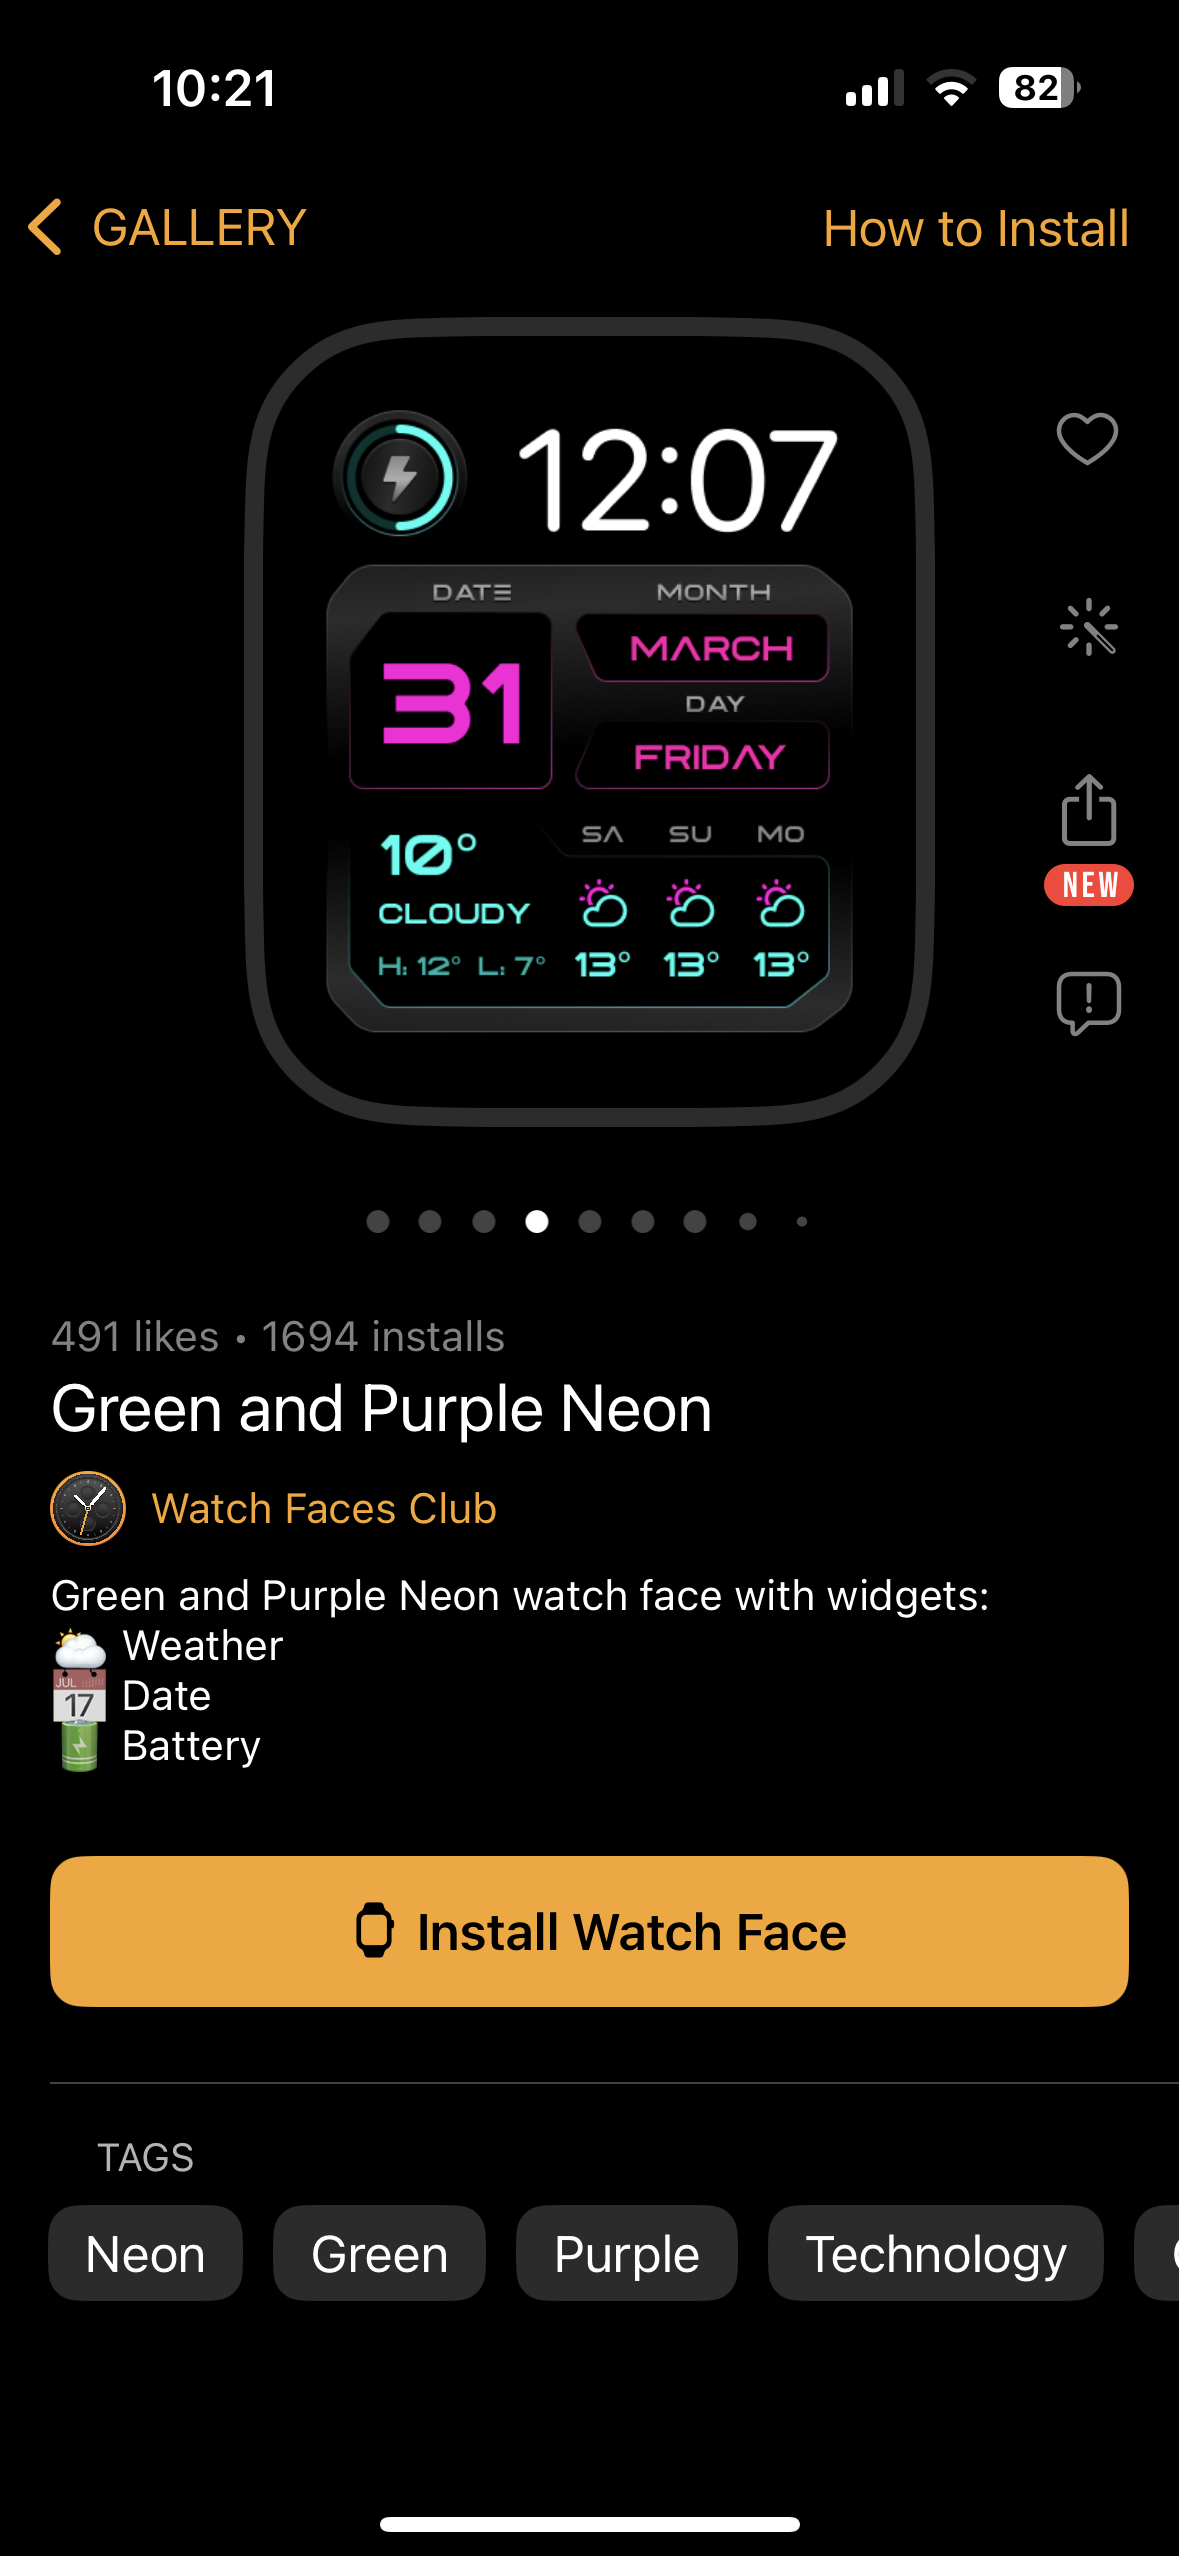 10:21
82
GALLERY
How to Install
12:07
DATE
MONTH
31
MARCH
DAY
FRIDAY
10°
SA SU MO
CLOUDY
H: 12° L: 7°
13° 13° 13°
NEW
491 likes • 1694 installs
Green and Purple Neon
Watch Faces Club
Green and Purple Neon watch face with widgets:
Weather
JUL
17
Date
Battery
Install Watch Face
TAGS
Neon
Green
Purple
Technology